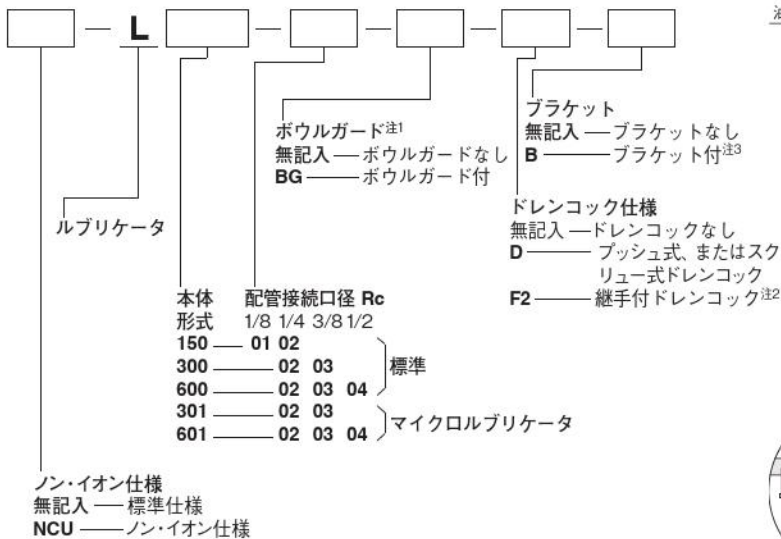 — L — — — —
ブラケット
無記入 — ブラケットなし
B — ブラケット付注3
ボウルガード注1
無記入 — ボウルガードなし
BG — ボウルガード付
ドレンコック仕様
無記入 — ドレンコックなし
D — プッシュ式、またはスク
リュー式ドレンコック
F2 — 継手付ドレンコック注2
ルブリケータ
本体 配管接続口径 Rc
形式 1/8 1/4 3/8 1/2
150 — 01 02
300 — 02 03
標準
600 — 02 03 04
301 — 02 03
マイクロルブリケータ
601 — 02 03 04
ノン・イオン仕様
無記入 — 標準仕様
NCU — ノン・イオン仕様